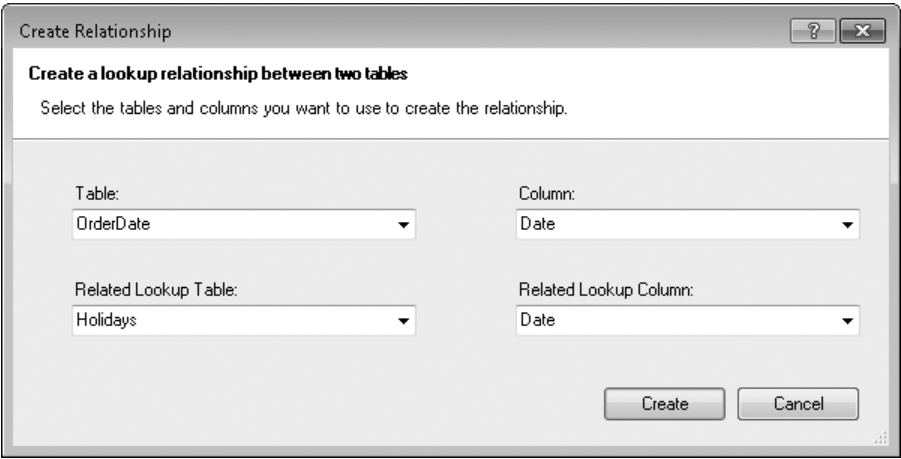 Create Relationship
Create a lookup relationship between two tables
Select the tables and columns you want to use to create the relationship.
Table: Column:
OrderDate Date
Related Lookup Table: Related Lookup Column:
Holidays Date
Create Cancel